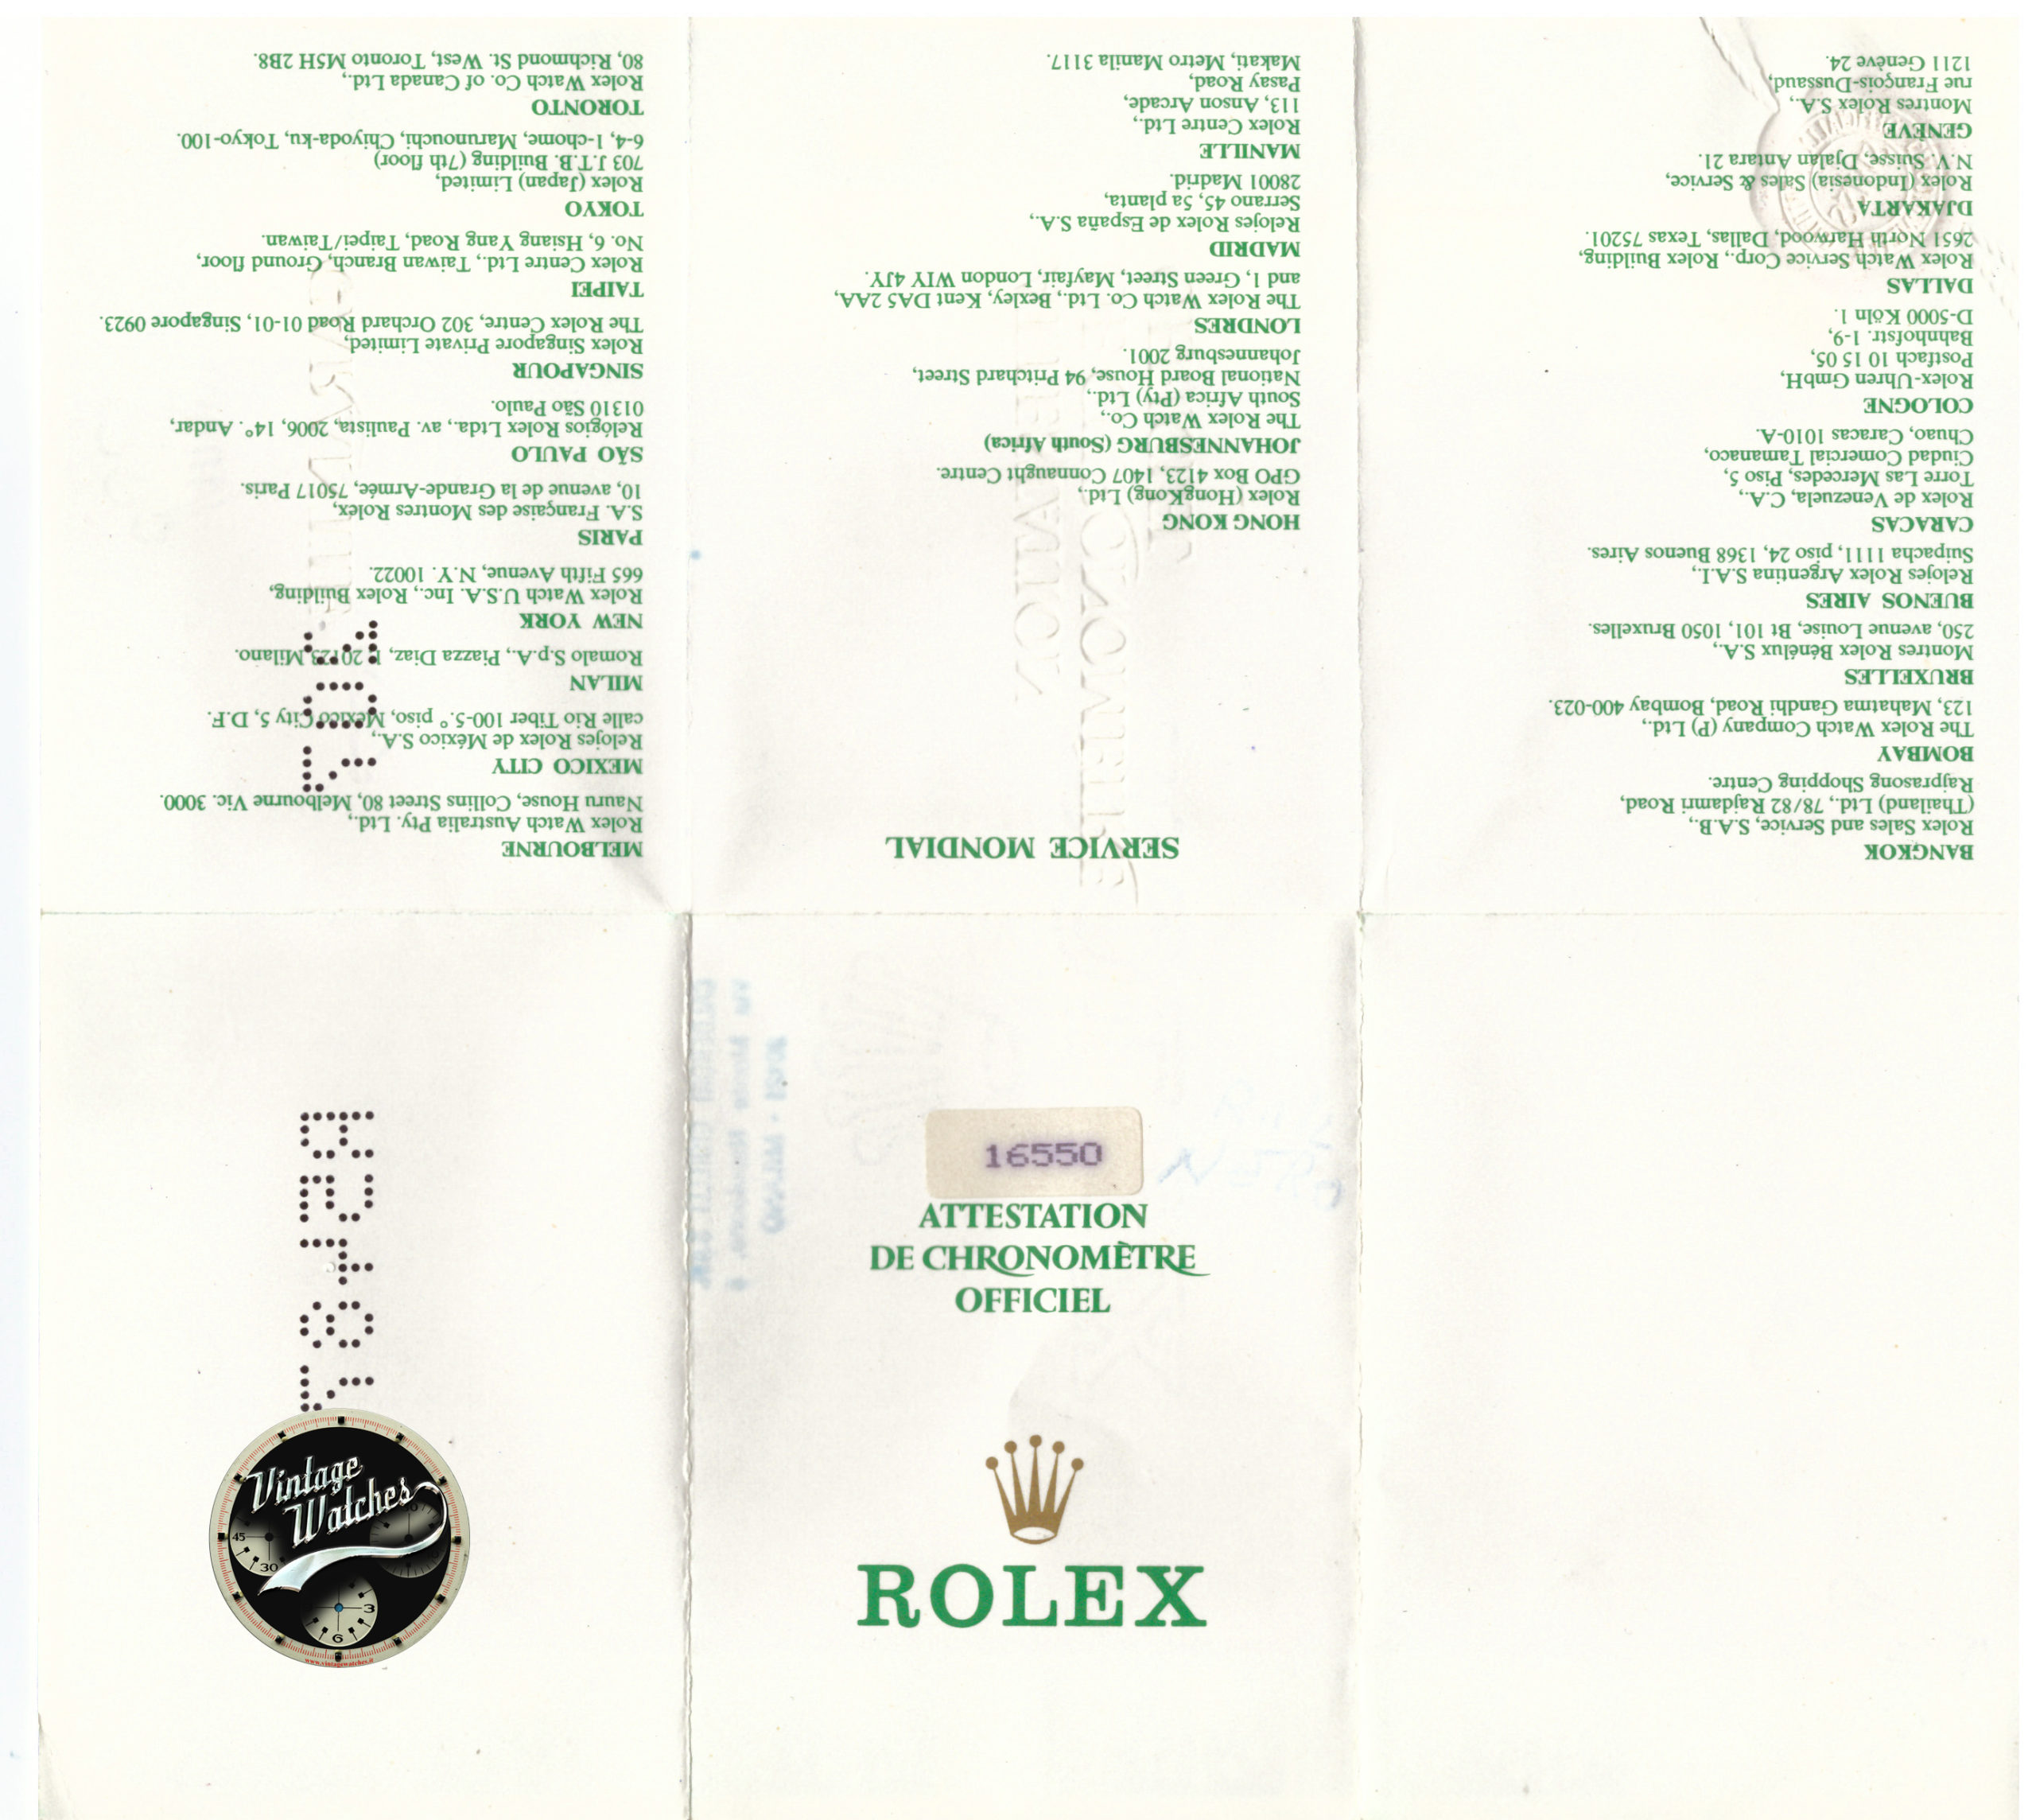 BANGKOK
Rolex Sales and Service, S.A.B.,
(Thailand) Ltd., 78/82 Rajdamri Road,
Rajprasong Shopping Centre.
BOMBAY
The Rolex Watch Company (P) Ltd.,
123, Mahatma Gandhi Road, Bombay 400-023.
BRUXELLES
Montres Rolex Bénélux S.A.,
250, avenue Louise, Bt 101, 1050 Bruxelles.
BUENOS AIRES
Relojes Rolex Argentina S.A.I.,
Suipacha 1111, piso 24, 1368 Buenos Aires.
CARACAS
Rolex de Venezuela, C.A.,
Torre Las Mercedes, Piso 5,
Ciudad Comercial Tamanaco,
Chuao, Caracas 1010-A.
COLOGNE
Rolex-Uhren GmbH,
Postfach 10 15 05,
Bahnhofstr. 1-9,
D-5000 Köln 1.
DALLAS
Rolex Watch Service Corp., Rolex Building,
2651 North Harwood, Dallas, Texas 75201.
DJAKARTA
Rolex (Indonesia) Sales & Service,
N.V. Suisse, Djalan Antara 21.
GENÈVE
Montres Rolex S.A.,
rue François-Dussaud,
1211 Genève 24.
SERVICE MONDIAL
HONG KONG
Rolex (HongKong) Ltd.,
GPO Box 4123, 1407 Connaught Centre.
JOHANNESBURG (South Africa)
The Rolex Watch Co.,
South Africa (Pty) Ltd.,
National Board House, 94 Pritchard Street,
Johannesburg 2001.
LONDRES
The Rolex Watch Co. Ltd., Bexley, Kent DA5 2AA,
and 1, Green Street, Mayfair, London W1Y 4JY.
MADRID
Relojes Rolex de España S.A.,
Serrano 45, 5a planta,
28001 Madrid.
MANILLE
Rolex Centre Ltd.,
113, Anson Arcade,
Pasay Road,
Makati, Metro Manila 3117.
MELBOURNE
Rolex Watch Australia Pty. Ltd.,
Nauru House, Collins Street 80, Melbourne Vic. 3000.
MEXICO CITY
Relojes Rolex de México S.A.,
calle Rio Tiber 100-5.° piso, México City 5, D.F.
MILAN
Romalo S.p.A., Piazza Diaz, 1, 20123 Milano.
NEW YORK
Rolex Watch U.S.A. Inc., Rolex Building,
665 Fifth Avenue, N.Y. 10022.
PARIS
S.A. Française des Montres Rolex,
10, avenue de la Grande-Armée, 75017 Paris.
SÃO PAULO
Relógios Rolex Ltda., av. Paulista, 2006, 14°. Andar,
01310 São Paulo.
SINGAPOUR
Rolex Singapore Private Limited,
The Rolex Centre, 302 Orchard Road 01-01, Singapore 0923.
TAIPEI
Rolex Centre Ltd., Taiwan Branch, Ground floor,
No. 6, Hsiang Yang Road, Taipei/Taiwan.
TOKYO
Rolex (Japan) Limited,
703 J.T.B. Building (7th floor)
6-4, 1-chome, Marunouchi, Chiyoda-ku, Tokyo-100.
TORONTO
Rolex Watch Co. of Canada Ltd.,
80, Richmond St. West, Toronto M5H 2B8.
16550
ATTESTATION
DE CHRONOMÈTRE
OFFICIEL
ROLEX
Vintage
Watches
45
30
3
6
www.vintagewatches.it